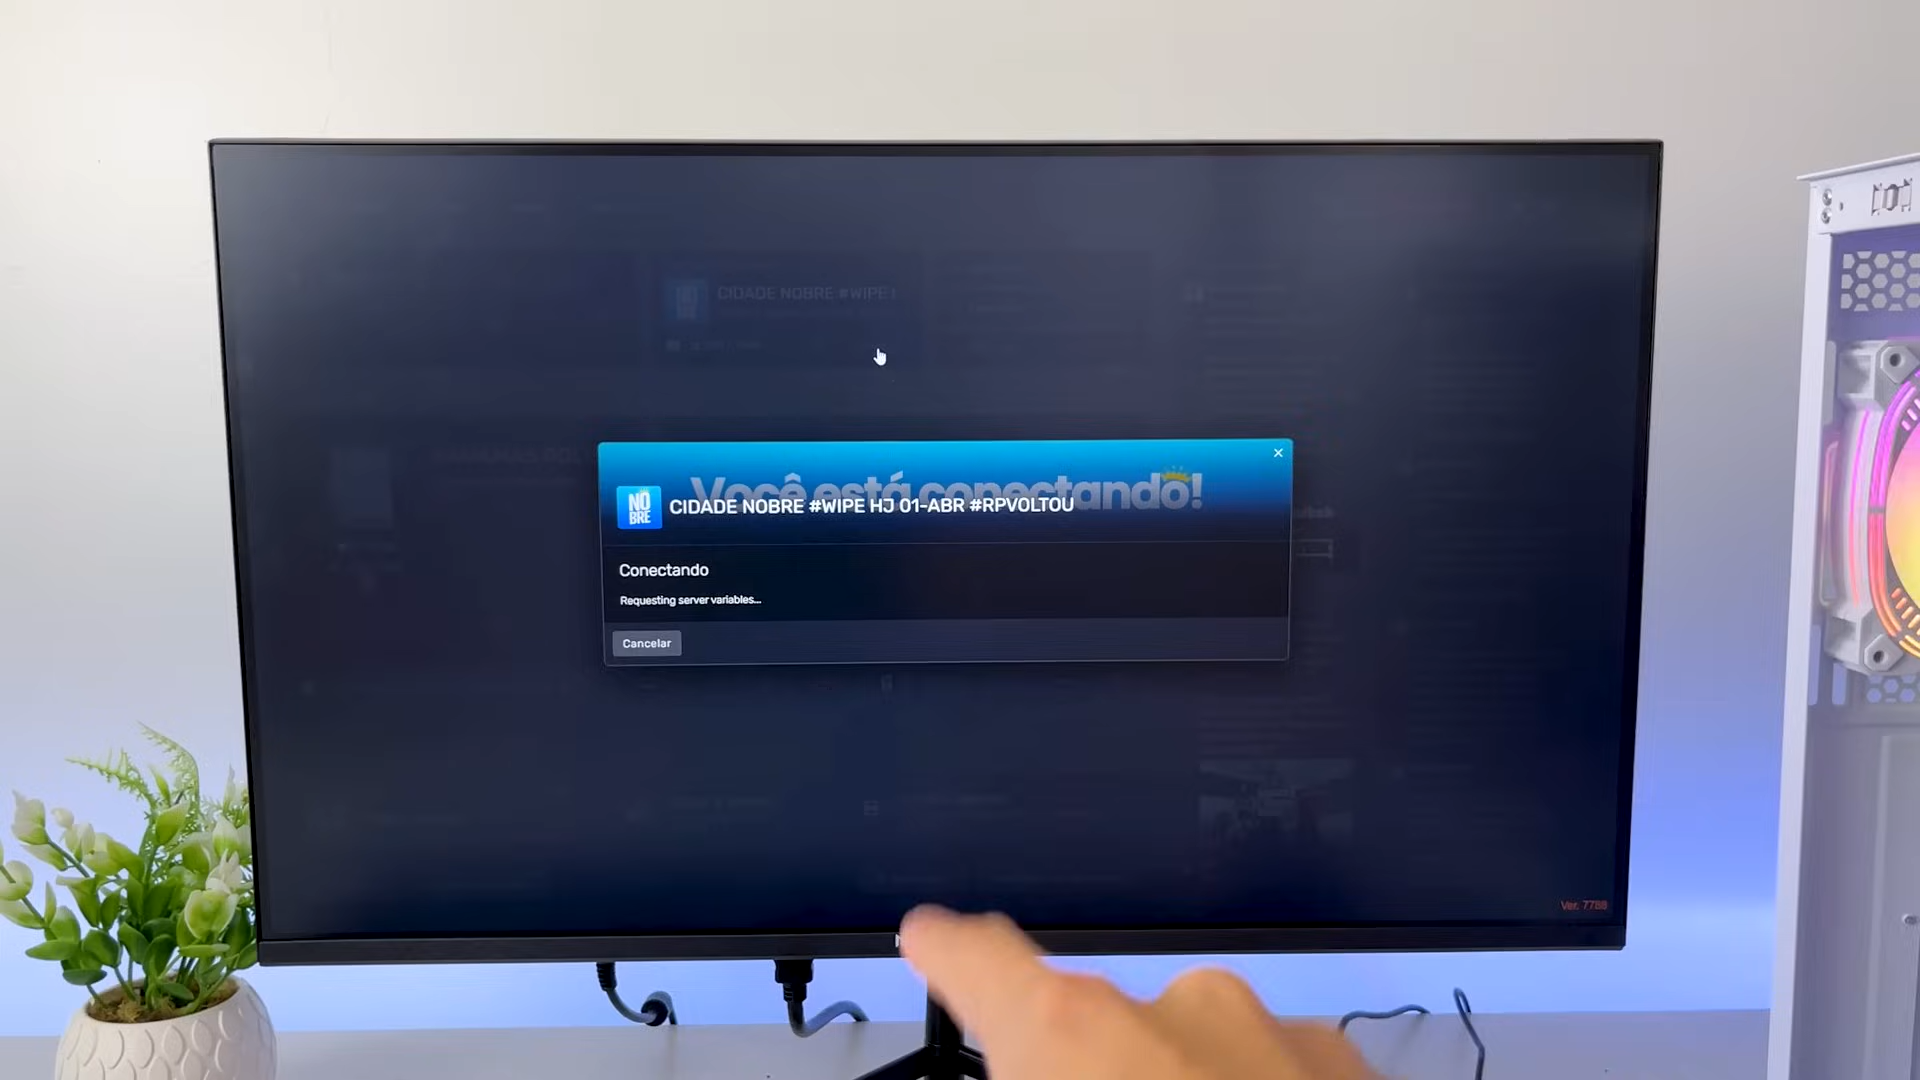 CIDADE NOBRE #WIPE
×
Você está conectando!
NO
BRE
CIDADE NOBRE #WIPE HJ 01-ABR #RPVOLTOU
Conectando
Requesting server variables...
Cancelar
Ver. 7788